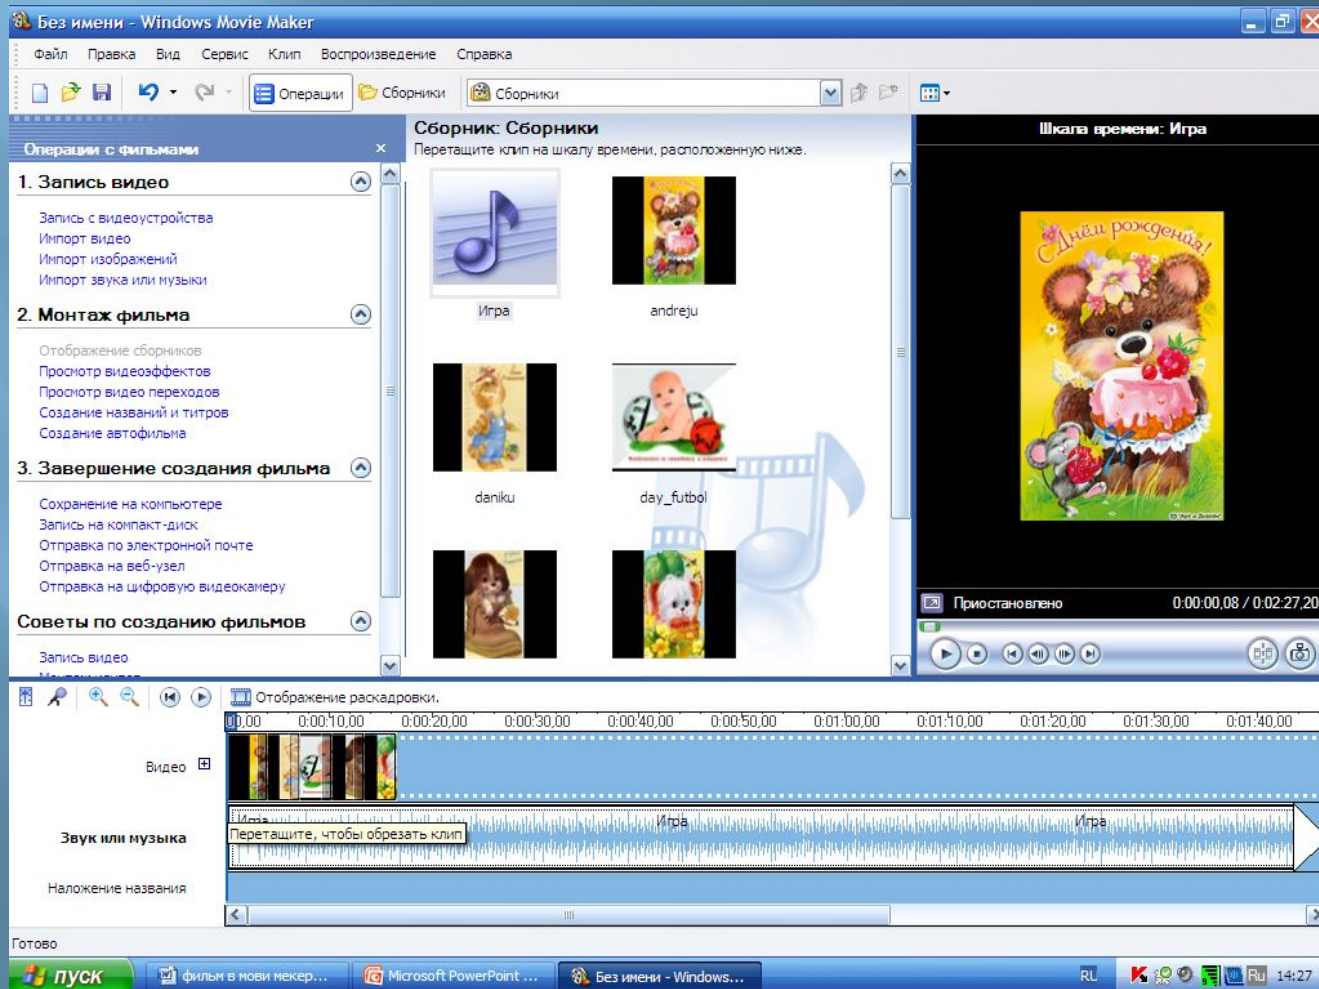 Без имени - Windows Movie Maker
Файл Правка Вид Сервис Клип Воспроизведение Справка
Операции Сборники Сборники
Операции с фильмами
1. Запись видео
Запись с видеоустройства
Импорт видео
Импорт изображений
Импорт звука или музыки
2. Монтаж фильма
Отображение сборников
Просмотр видеоэффектов
Просмотр видео переходов
Создание названий и титров
Создание автофильма
3. Завершение создания фильма
Сохранение на компьютере
Запись на компакт-диск
Отправка по электронной почте
Отправка на веб-узел
Отправка на цифровую видеокамеру
Советы по созданию фильмов
Запись видео
Сборник: Сборники
Перетащите клип на шкалу времени, расположенную ниже.
Игра
andreju
daniku
day_futbol
Шкала времени: Игра
С Днём рождения!
Приостановлено 0:00:00,08 / 0:02:27,20
Отображение раскадровки.
0:00:10,00 0:00:20,00 0:00:30,00 0:00:40,00 0:00:50,00 0:01:00,00 0:01:10,00 0:01:20,00 0:01:30,00 0:01:40,00
Видео
Звук или музыка
Игра Игра Игра
Перетащите, чтобы обрезать клип
Наложение названия
Готово
пуск фильм в мови мекер... Microsoft PowerPoint ... Без имени - Windows... RU Ru 14:27